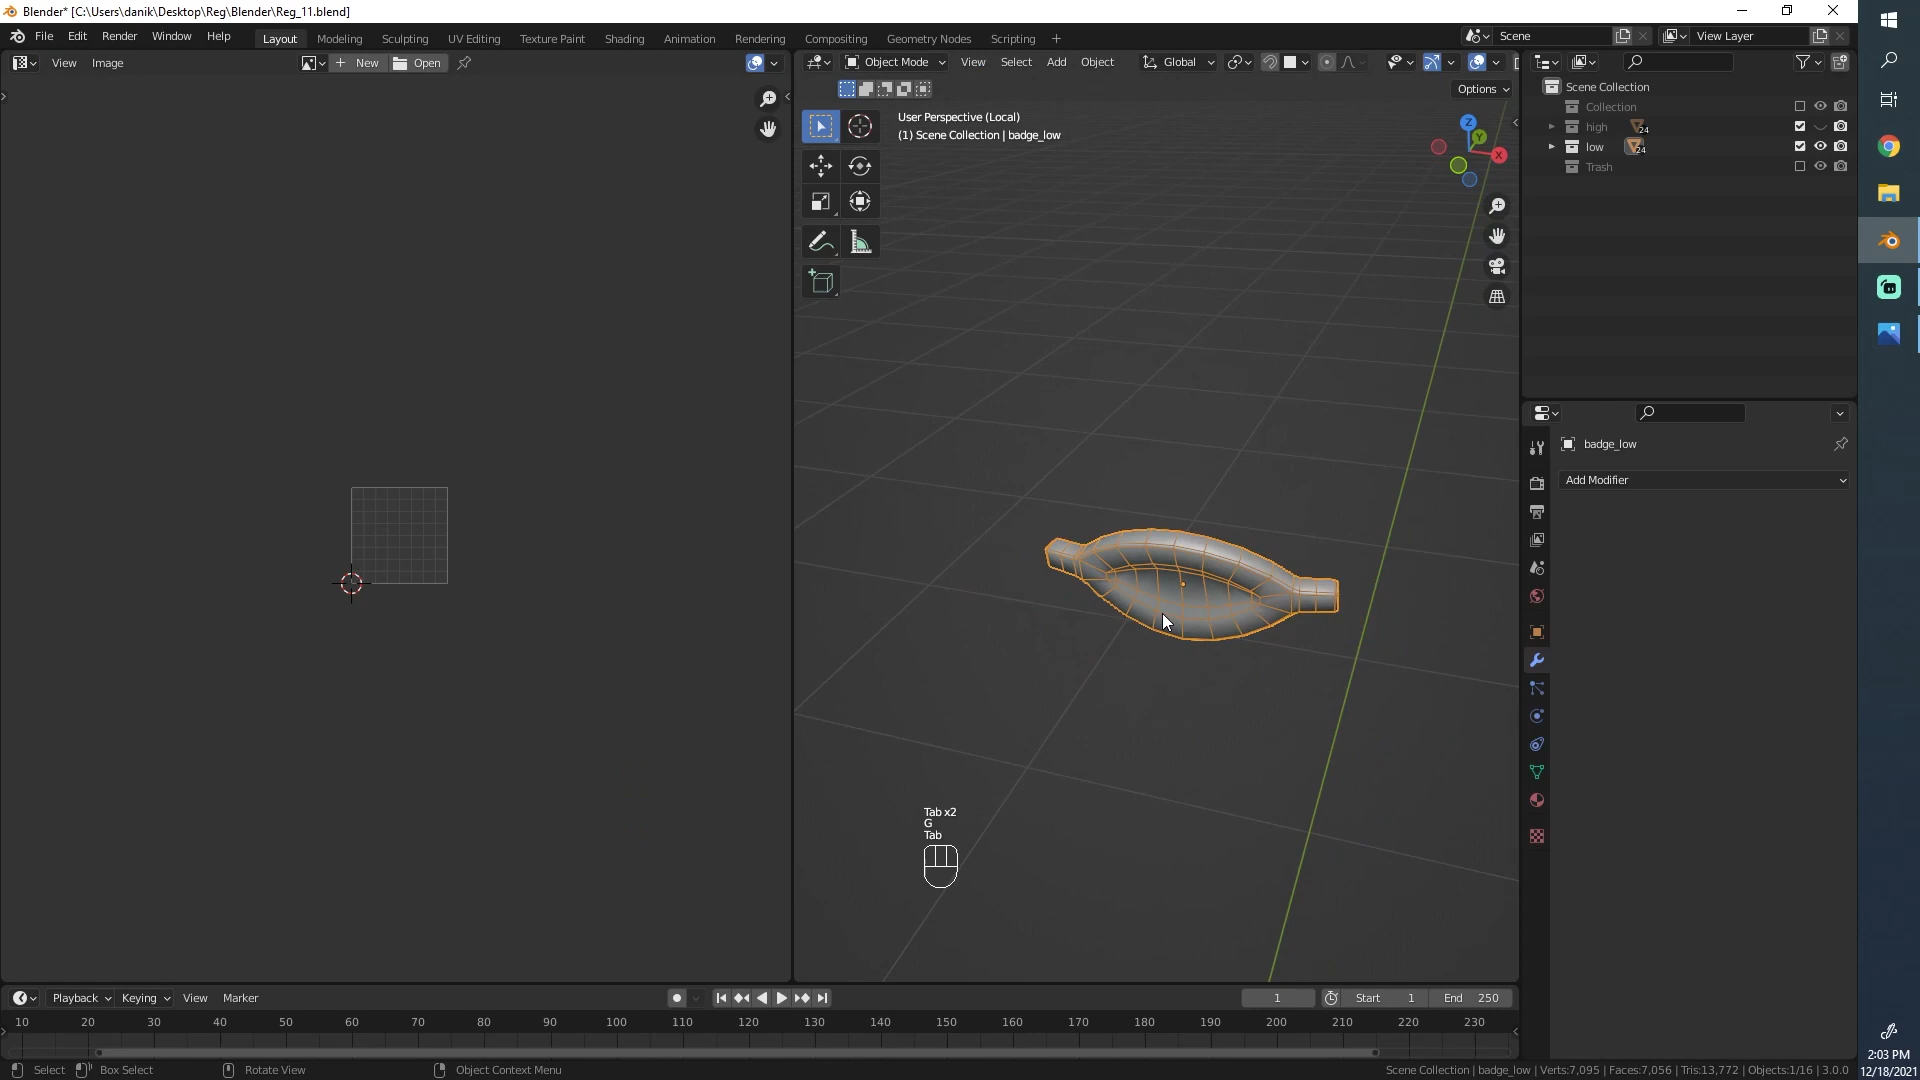 Blender* [C:\Users\danik\Desktop\Reg\Blender\Reg_11.blend]
File Edit Render Window Help Layout Modeling Sculpting UV Editing Texture Paint Shading Animation Rendering Compositing Geometry Nodes Scripting + Scene View Layer
View Image New Open Object Mode View Select Add Object Global
Options
User Perspective (Local)
(1) Scene Collection | badge_low
Z
Y
X
Scene Collection
Collection
high 24
low 24
Trash
badge_low
Add Modifier
Tab x2
G
Tab
Playback Keying View Marker 1 Start 1 End 250
10 20 30 40 50 60 70 80 90 100 110 120 130 140 150 160 170 180 190 200 210 220 230
Select Box Select Rotate View Object Context Menu Scene Collection | badge_low | Verts:7,095 | Faces:7,056 | Tris:13,772 | Objects:1/16 | 3.0.0
2:03 PM
12/18/2021